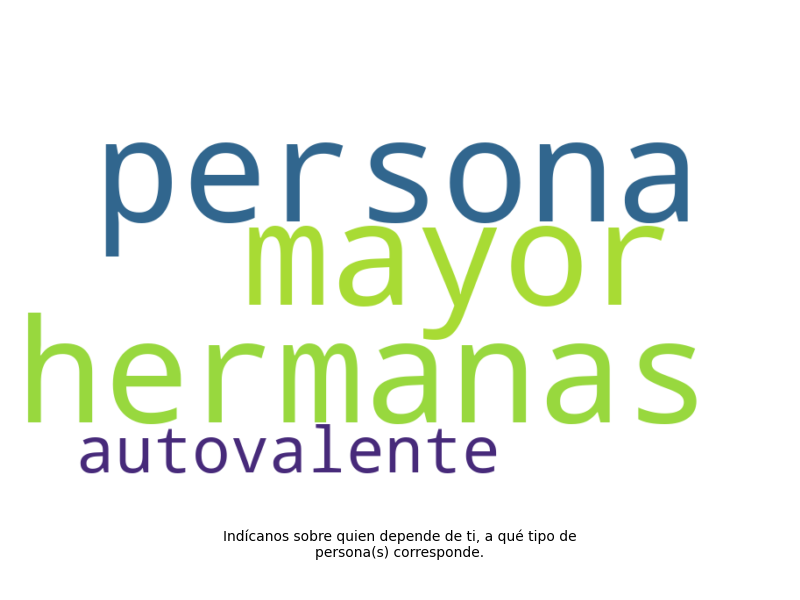 persona
mayor
hermanas
autovalente
Indícanos sobre quien depende de ti, a qué tipo de
persona(s) corresponde.